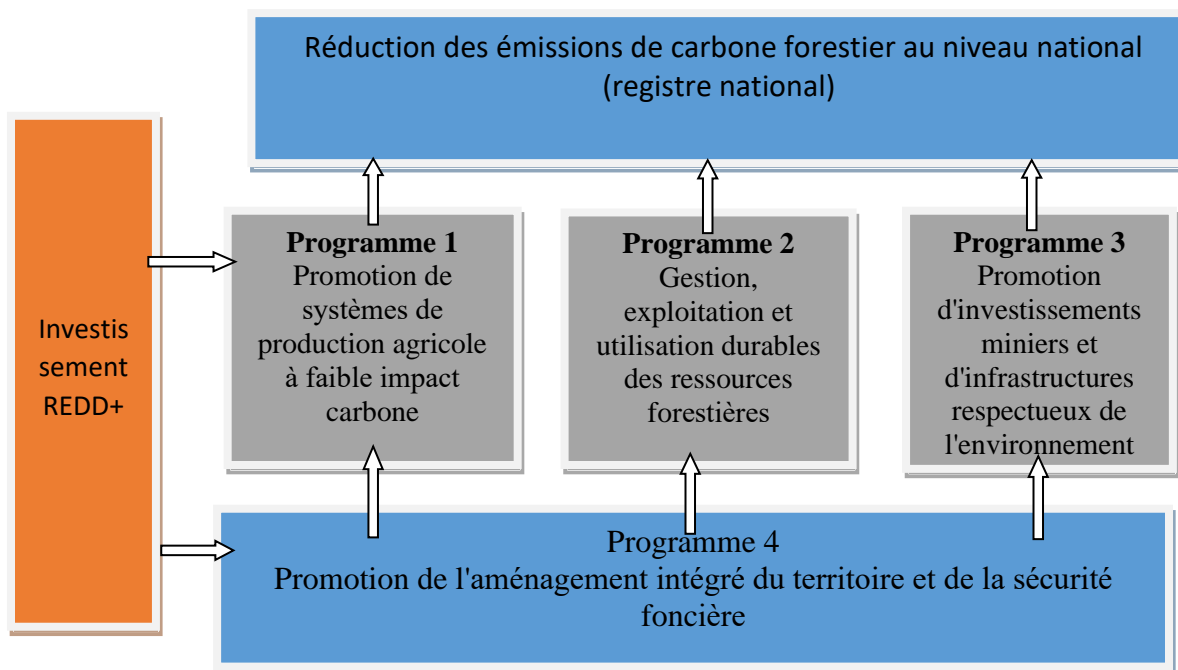 Réduction des émissions de carbone forestier au niveau national
(registre national)
Investis
sement
REDD+
Programme 1
Promotion de
systèmes de
production agricole
à faible impact
carbone
Programme 2
Gestion,
exploitation et
utilisation durables
des ressources
forestières
Programme 3
Promotion
d'investissements
miniers et
d'infrastructures
respectueux de
l'environnement
Programme 4
Promotion de l'aménagement intégré du territoire et de la sécurité
foncière